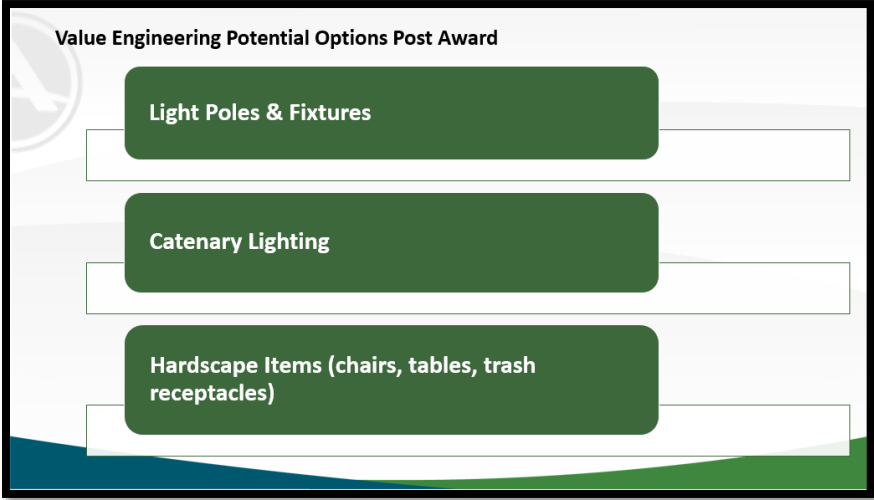 Value Engineering Potential Options Post Award
Light Poles & Fixtures
Catenary Lighting
Hardscape Items (chairs, tables, trash
receptacles)